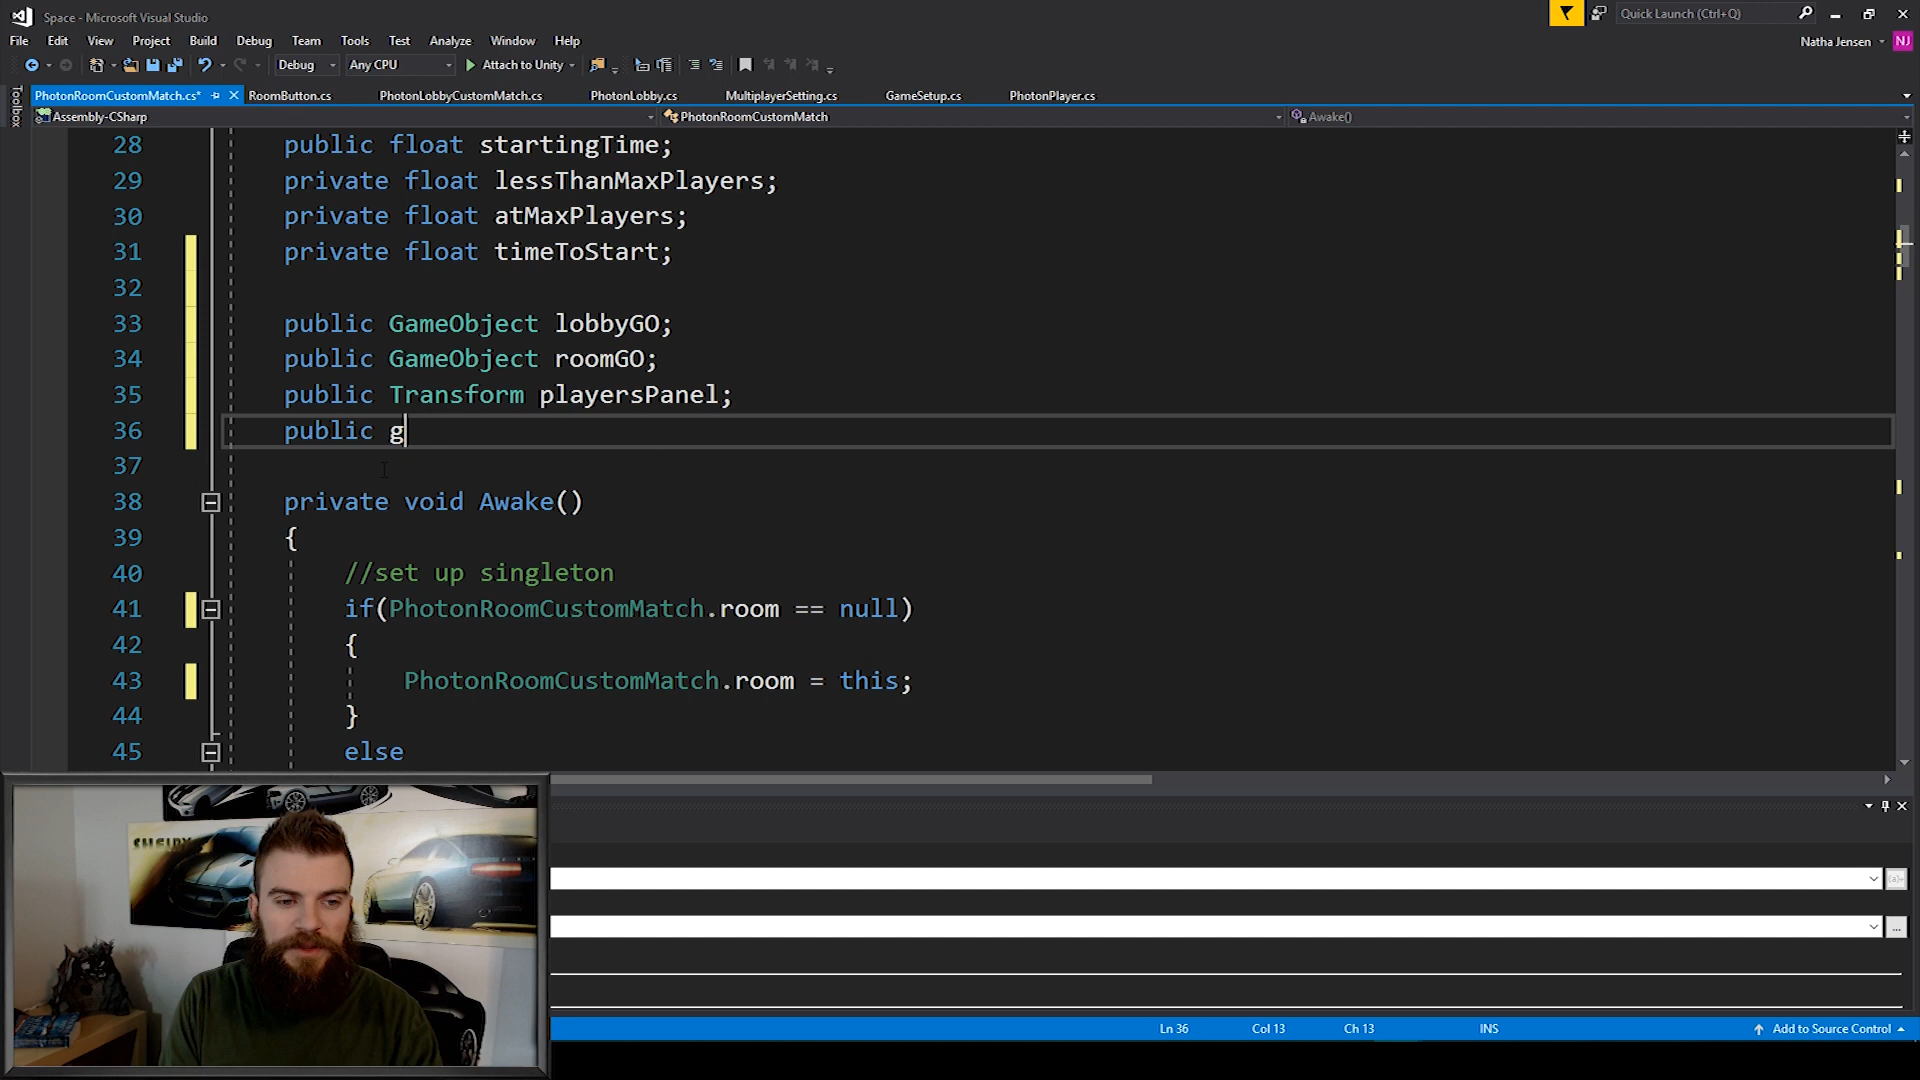 Space - Microsoft Visual Studio
Quick Launch (Ctrl+Q)
File Edit View Project Build Debug Team Tools Test Analyze Window Help
Natha Jensen NJ
Debug Any CPU Attach to Unity
Toolbox
PhotonRoomCustomMatch.cs* RoomButton.cs PhotonLobbyCustomMatch.cs PhotonLobby.cs MultiplayerSetting.cs GameSetup.cs PhotonPlayer.cs
Assembly-CSharp PhotonRoomCustomMatch Awake()
28 public float startingTime;
29 private float lessThanMaxPlayers;
30 private float atMaxPlayers;
31 private float timeToStart;
32
33 public GameObject lobbyGO;
34 public GameObject roomGO;
35 public Transform playersPanel;
36 public g
37
38 private void Awake()
39 {
40 //set up singleton
41 if(PhotonRoomCustomMatch.room == null)
42 {
43 PhotonRoomCustomMatch.room = this;
44 }
45 else
SHELBY
...
Ln 36 Col 13 Ch 13 INS Add to Source Control